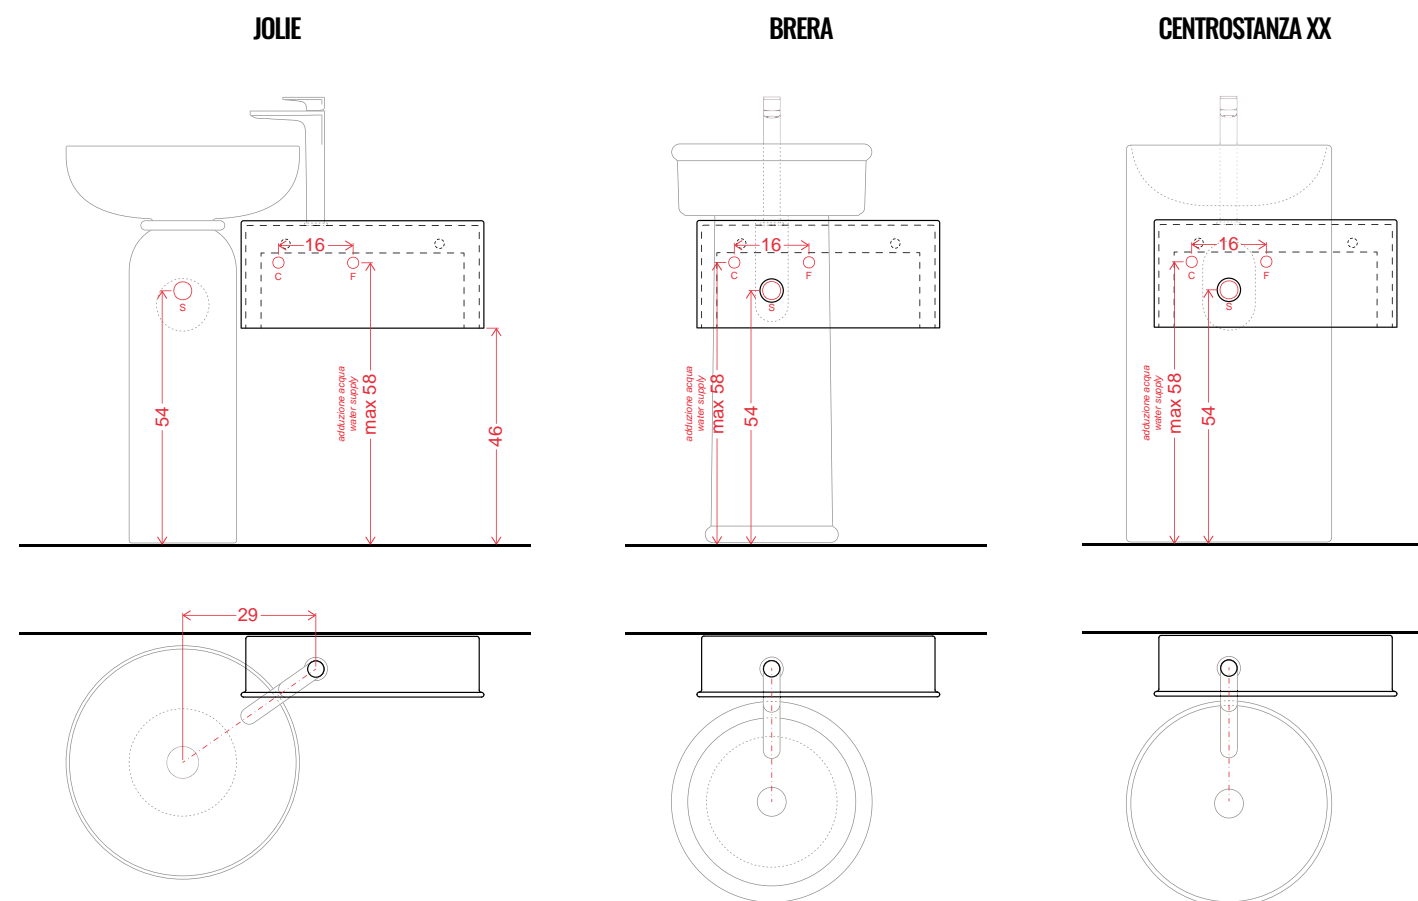 JOLIE
16
C
F
S
54
adduzione acqua
water supply
max 58
46
29
BRERA
16
C
F
S
adduzione acqua
water supply
max 58
54
CENTROSTANZA XX
16
C
F
S
adduzione acqua
water supply
max 58
54